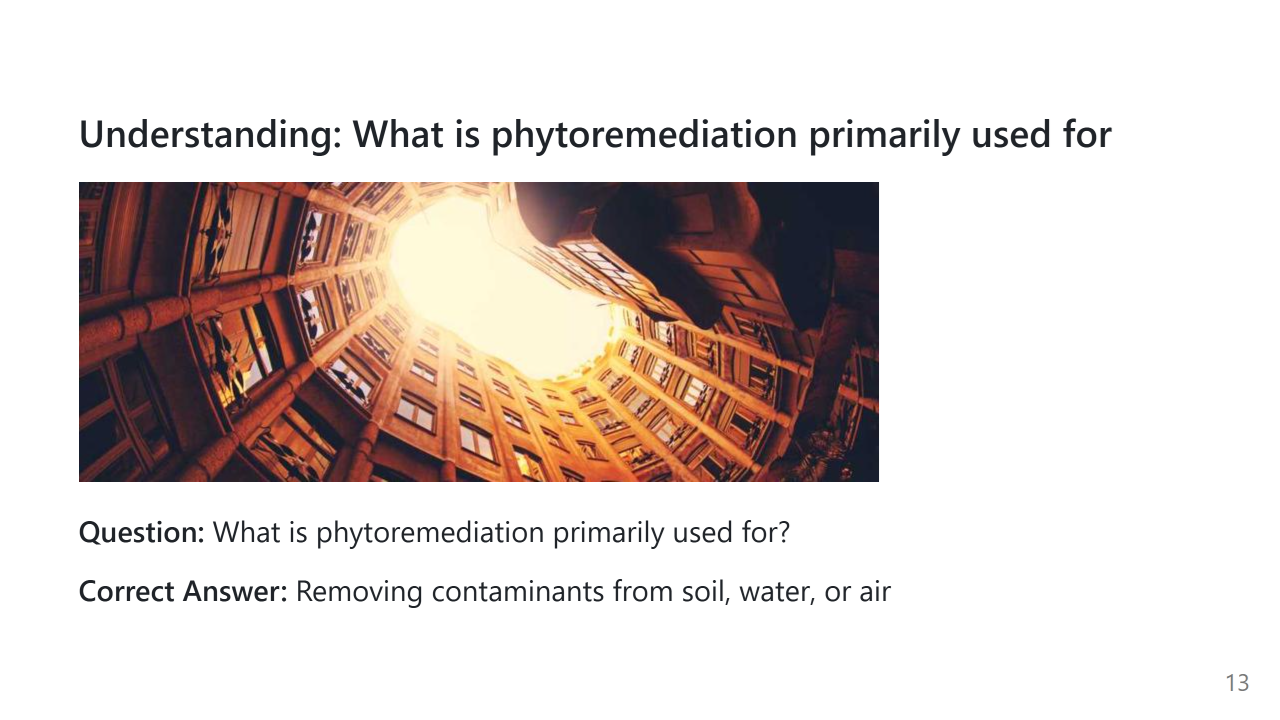 Understanding: What is phytoremediation primarily used for
Question: What is phytoremediation primarily used for?
Correct Answer: Removing contaminants from soil, water, or air
13